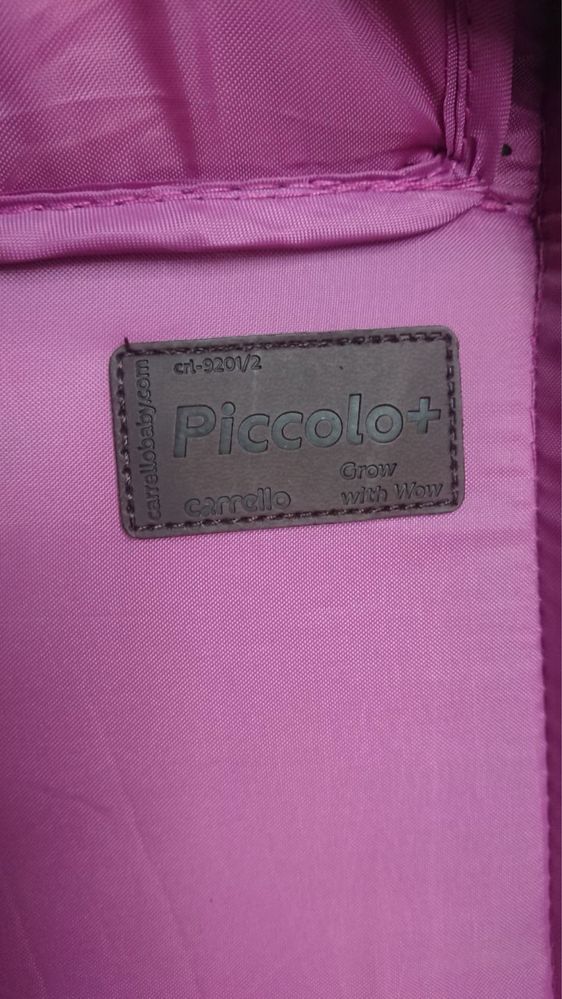 crl-9201/2
carrellobaby.com
Piccolo+
carrello
Grow
with Wow